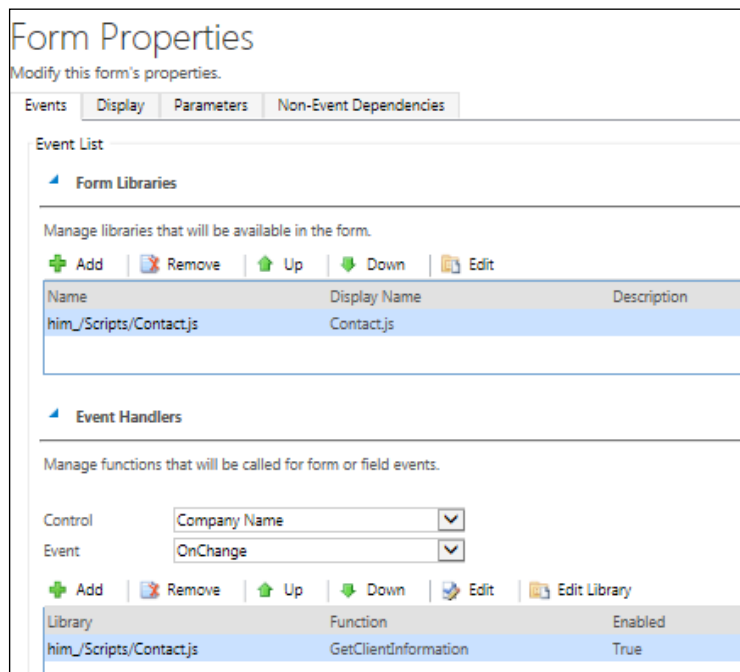 Form Properties
Modify this form's properties.
Events Display Parameters Non-Event Dependencies
Event List
Form Libraries
Manage libraries that will be available in the form.
Add Remove Up Down Edit
Name Display Name Description
him_/Scripts/Contact.js Contact.js
Event Handlers
Manage functions that will be called for form or field events.
Control Company Name
Event OnChange
Add Remove Up Down Edit Edit Library
Library Function Enabled
him_/Scripts/Contact.js GetClientInformation True